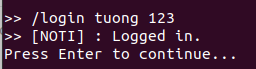 >> /login tuong 123
>> [NOTI] : Logged in.
Press Enter to continue...